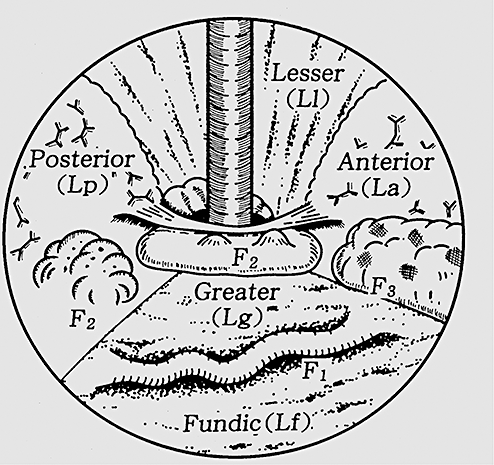 Lesser
(Ll)
Posterior
(Lp)
Anterior
(La)
F2
F2
F3
Greater
(Lg)
F1
Fundic (Lf)